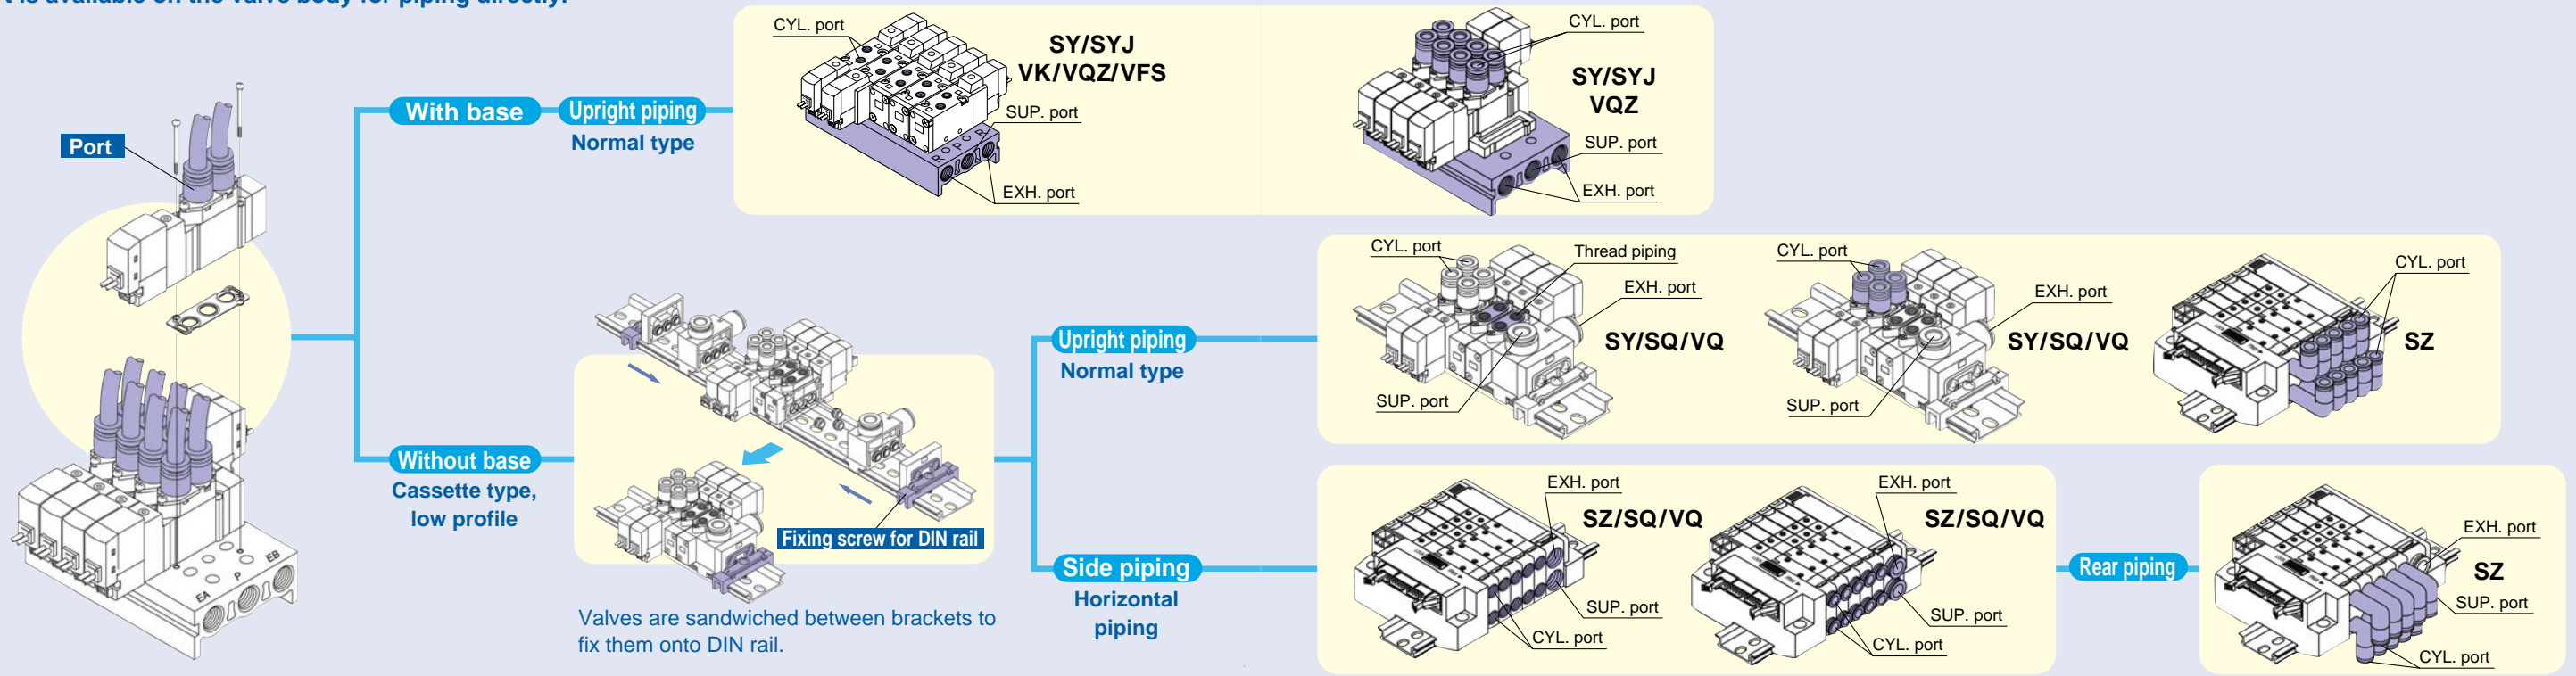 t is available on the valve body for piping directly.
Port
EA
P
EB
With base
Upright piping
Normal type
CYL. port
SY/SYJ
VK/VQZ/VFS
SUP. port
R
P
R
EXH. port
CYL. port
SY/SYJ
VQZ
SUP. port
EXH. port
Without base
Cassette type,
low profile
Fixing screw for DIN rail
Valves are sandwiched between brackets to
fix them onto DIN rail.
Upright piping
Normal type
CYL. port
Thread piping
EXH. port
SY/SQ/VQ
SUP. port
CYL. port
EXH. port
SY/SQ/VQ
SUP. port
CYL. port
SZ
Side piping
Horizontal
piping
EXH. port
SZ/SQ/VQ
SUP. port
CYL. port
EXH. port
SZ/SQ/VQ
SUP. port
CYL. port
Rear piping
EXH. port
SZ
SUP. port
CYL. port